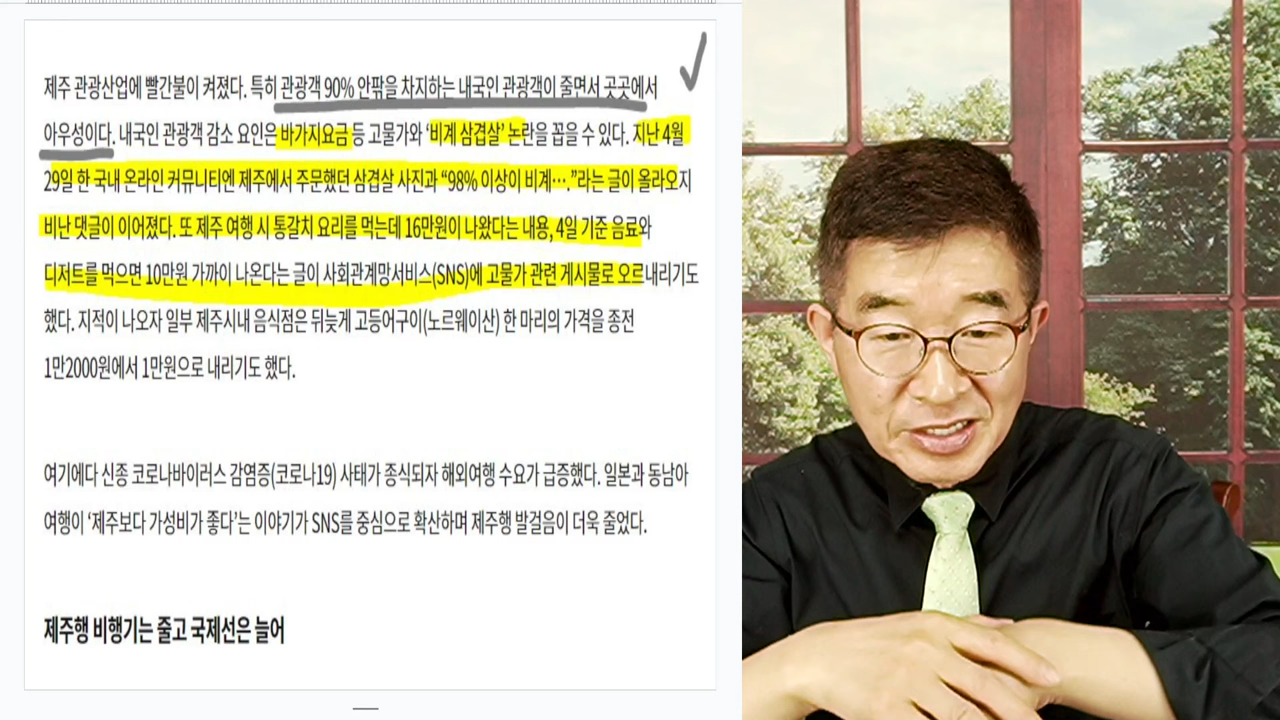 제주 관광산업에 빨간불이 켜졌다. 특히 관광객 90% 안팎을 차지하는 내국인 관광객이 줄면서 곳곳에서
아우성이다. 내국인 관광객 감소 요인은 바가지요금 등 고물가와 ‘비계 삼겹살’ 논란을 꼽을 수 있다. 지난 4월
29일 한 국내 온라인 커뮤니티엔 제주에서 주문했던 삼겹살 사진과 “98% 이상이 비계….”라는 글이 올라오자
비난 댓글이 이어졌다. 또 제주 여행 시 통갈치 요리를 먹는데 16만원이 나왔다는 내용, 4일 기준 음료와
디저트를 먹으면 10만원 가까이 나온다는 글이 사회관계망서비스(SNS)에 고물가 관련 게시물로 오르내리기도
했다. 지적이 나오자 일부 제주시내 음식점은 뒤늦게 고등어구이(노르웨이산) 한 마리의 가격을 종전
1만2000원에서 1만원으로 내리기도 했다.
여기에다 신종 코로나바이러스 감염증(코로나19) 사태가 종식되자 해외여행 수요가 급증했다. 일본과 동남아
여행이 ‘제주보다 가성비가 좋다’는 이야기가 SNS를 중심으로 확산하며 제주행 발걸음이 더욱 줄었다.
제주행 비행기는 줄고 국제선은 늘어